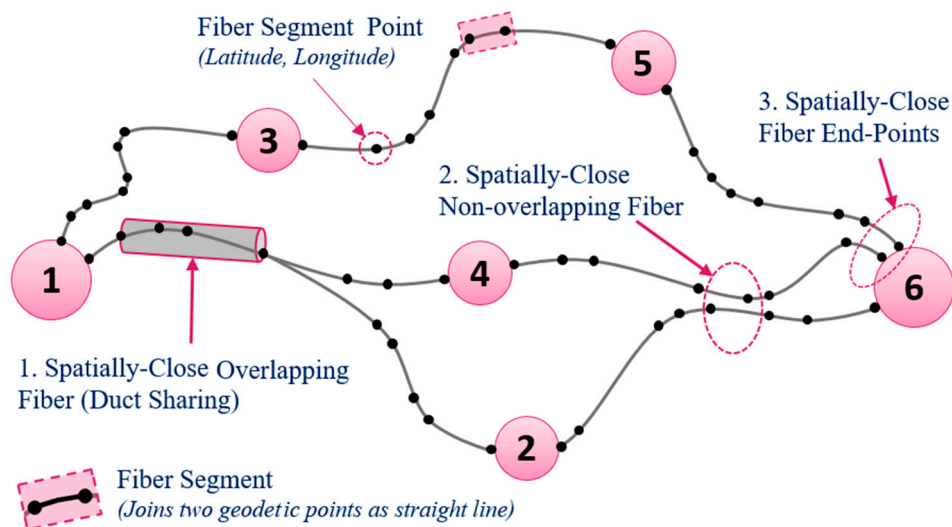 Fiber Segment Point
(Latitude, Longitude)
5
3. Spatially-Close
Fiber End-Points
3
2. Spatially-Close
Non-overlapping Fiber
1
4
6
1. Spatially-Close Overlapping
Fiber (Duct Sharing)
2
Fiber Segment
(Joins two geodetic points as straight line)